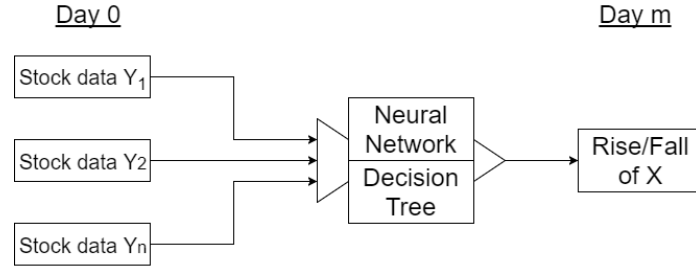 Day 0
Day m
Stock data Y1
Stock data Y2
Stock data Yn
Neural
Network
Decision
Tree
Rise/Fall
of X